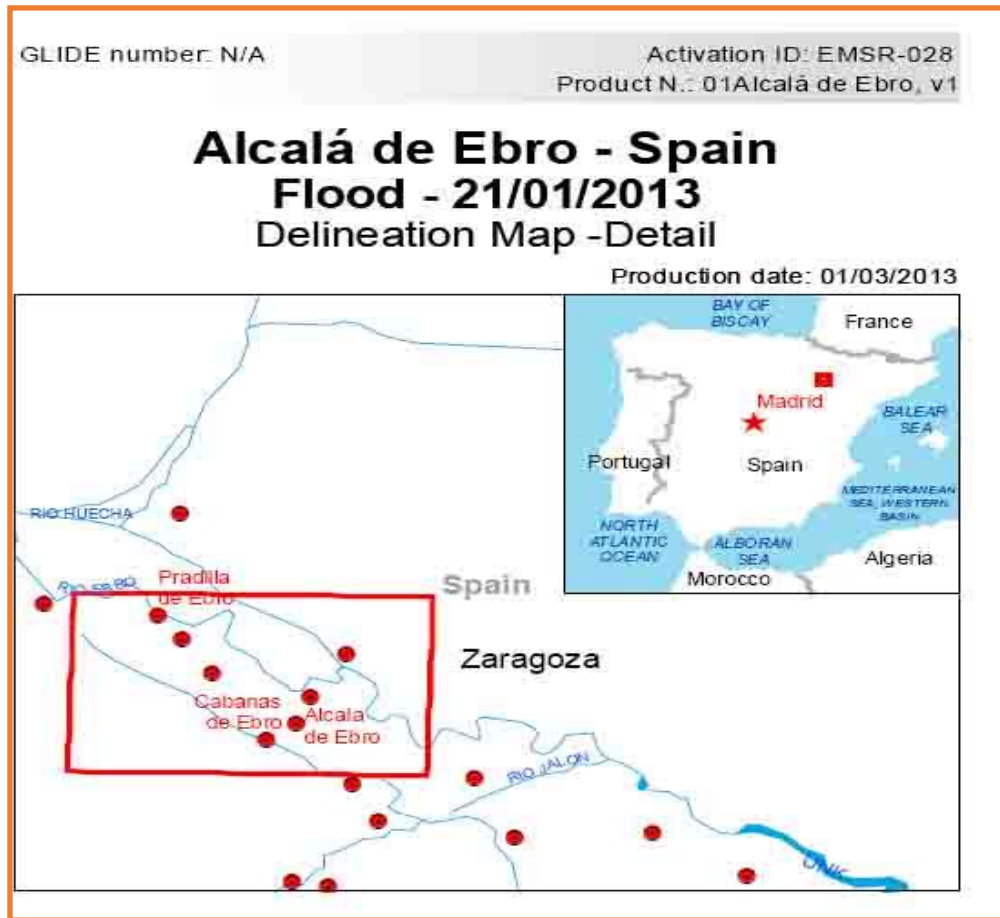 GLIDE number: N/A
Activation ID: EMSR-028
Product N.: 01Alcalá de Ebro, v1
Alcalá de Ebro - Spain
Flood - 21/01/2013
Delineation Map -Detail
Production date: 01/03/2013
BAY OF
BISCAY
France
Madrid
BALEAR
SEA
Portugal
Spain
MEDITERRANEAN
SEA, WESTERN
BASIN
NORTH
ATLANTIC
OCEAN
ALBORAN
SEA
Algeria
Morocco
RIO HUECHA
RIO EBRO
Pradilla
de Ebro
Spain
Zaragoza
Cabanas
de Ebro
Alcala
de Ebro
RIO JALON
UNK